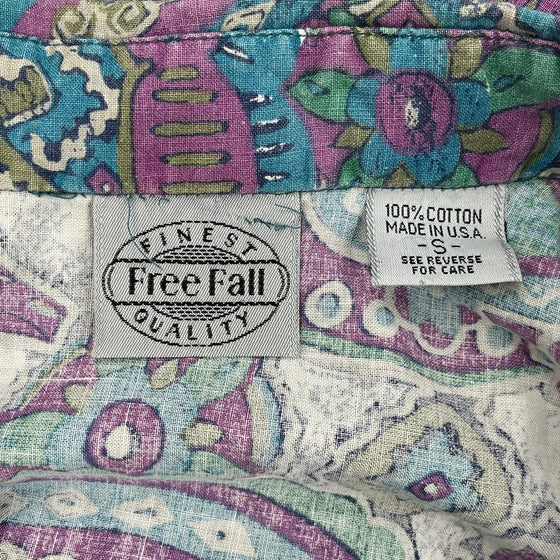 FINEST
Free Fall
QUALITY
100% COTTON
MADE IN U.S.A.
-S-
SEE REVERSE
FOR CARE